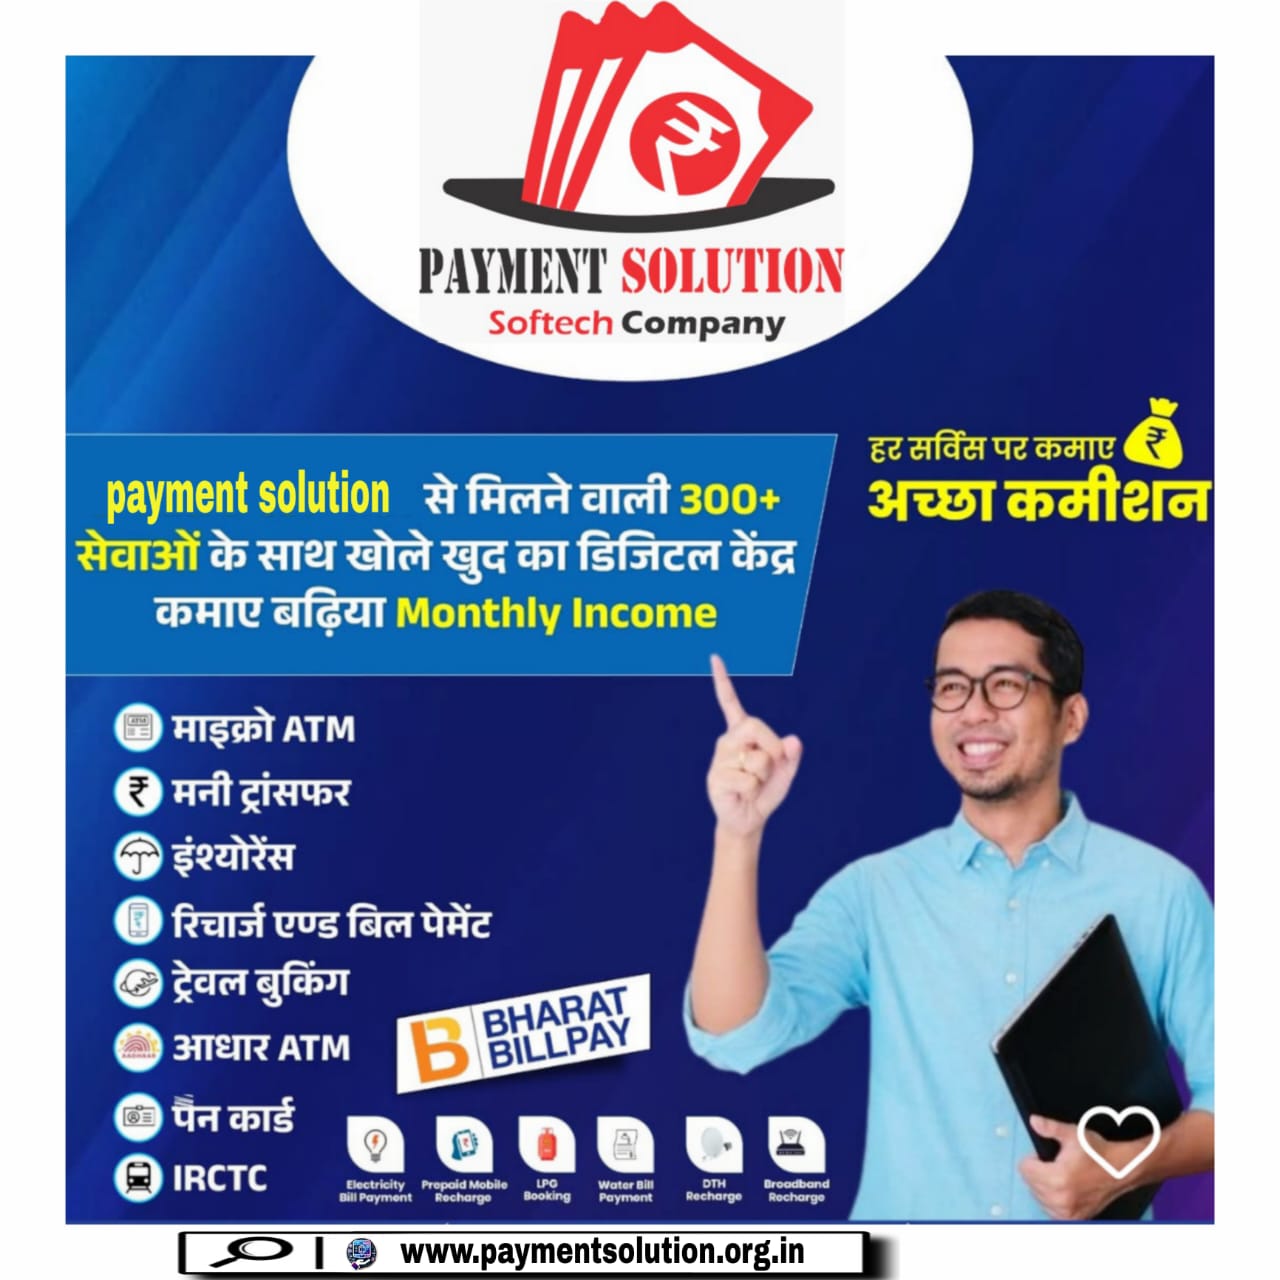 PAYMENT SOLUTION
Softech Company
हर सर्विस पर कमाए
₹
अच्छा कमीशन
payment solution से मिलने वाली 300+
सेवाओं के साथ खोले खुद का डिजिटल केंद्र
कमाए बढ़िया Monthly Income
माइक्रो ATM
मनी ट्रांसफर
इंश्योरेंस
रिचार्ज एण्ड बिल पेमेंट
ट्रेवल बुकिंग
आधार ATM
पैन कार्ड
IRCTC
BHARAT
BILLPAY
Electricity
Bill Payment
Prepaid Mobile
Recharge
LPG
Booking
Water Bill
Payment
DTH
Recharge
Broadband
Recharge
www.paymentsolution.org.in